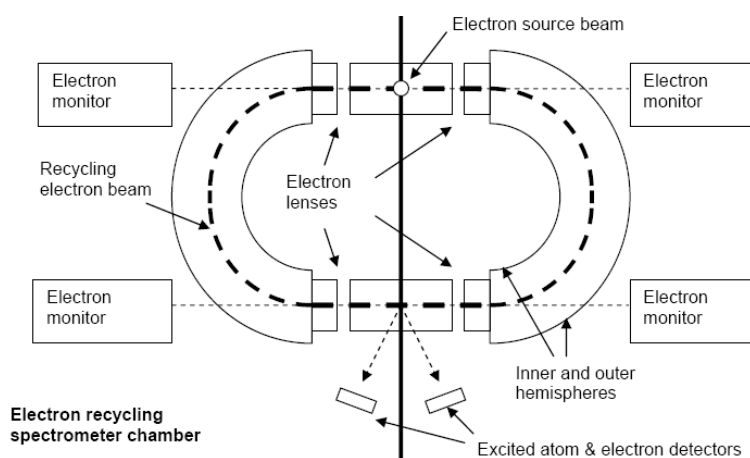 Electron source beam
Electron
monitor
Electron
monitor
Recycling
electron beam
Electron
lenses
Electron
monitor
Electron
monitor
Inner and outer
hemispheres
Electron recycling
spectrometer chamber
Excited atom & electron detectors